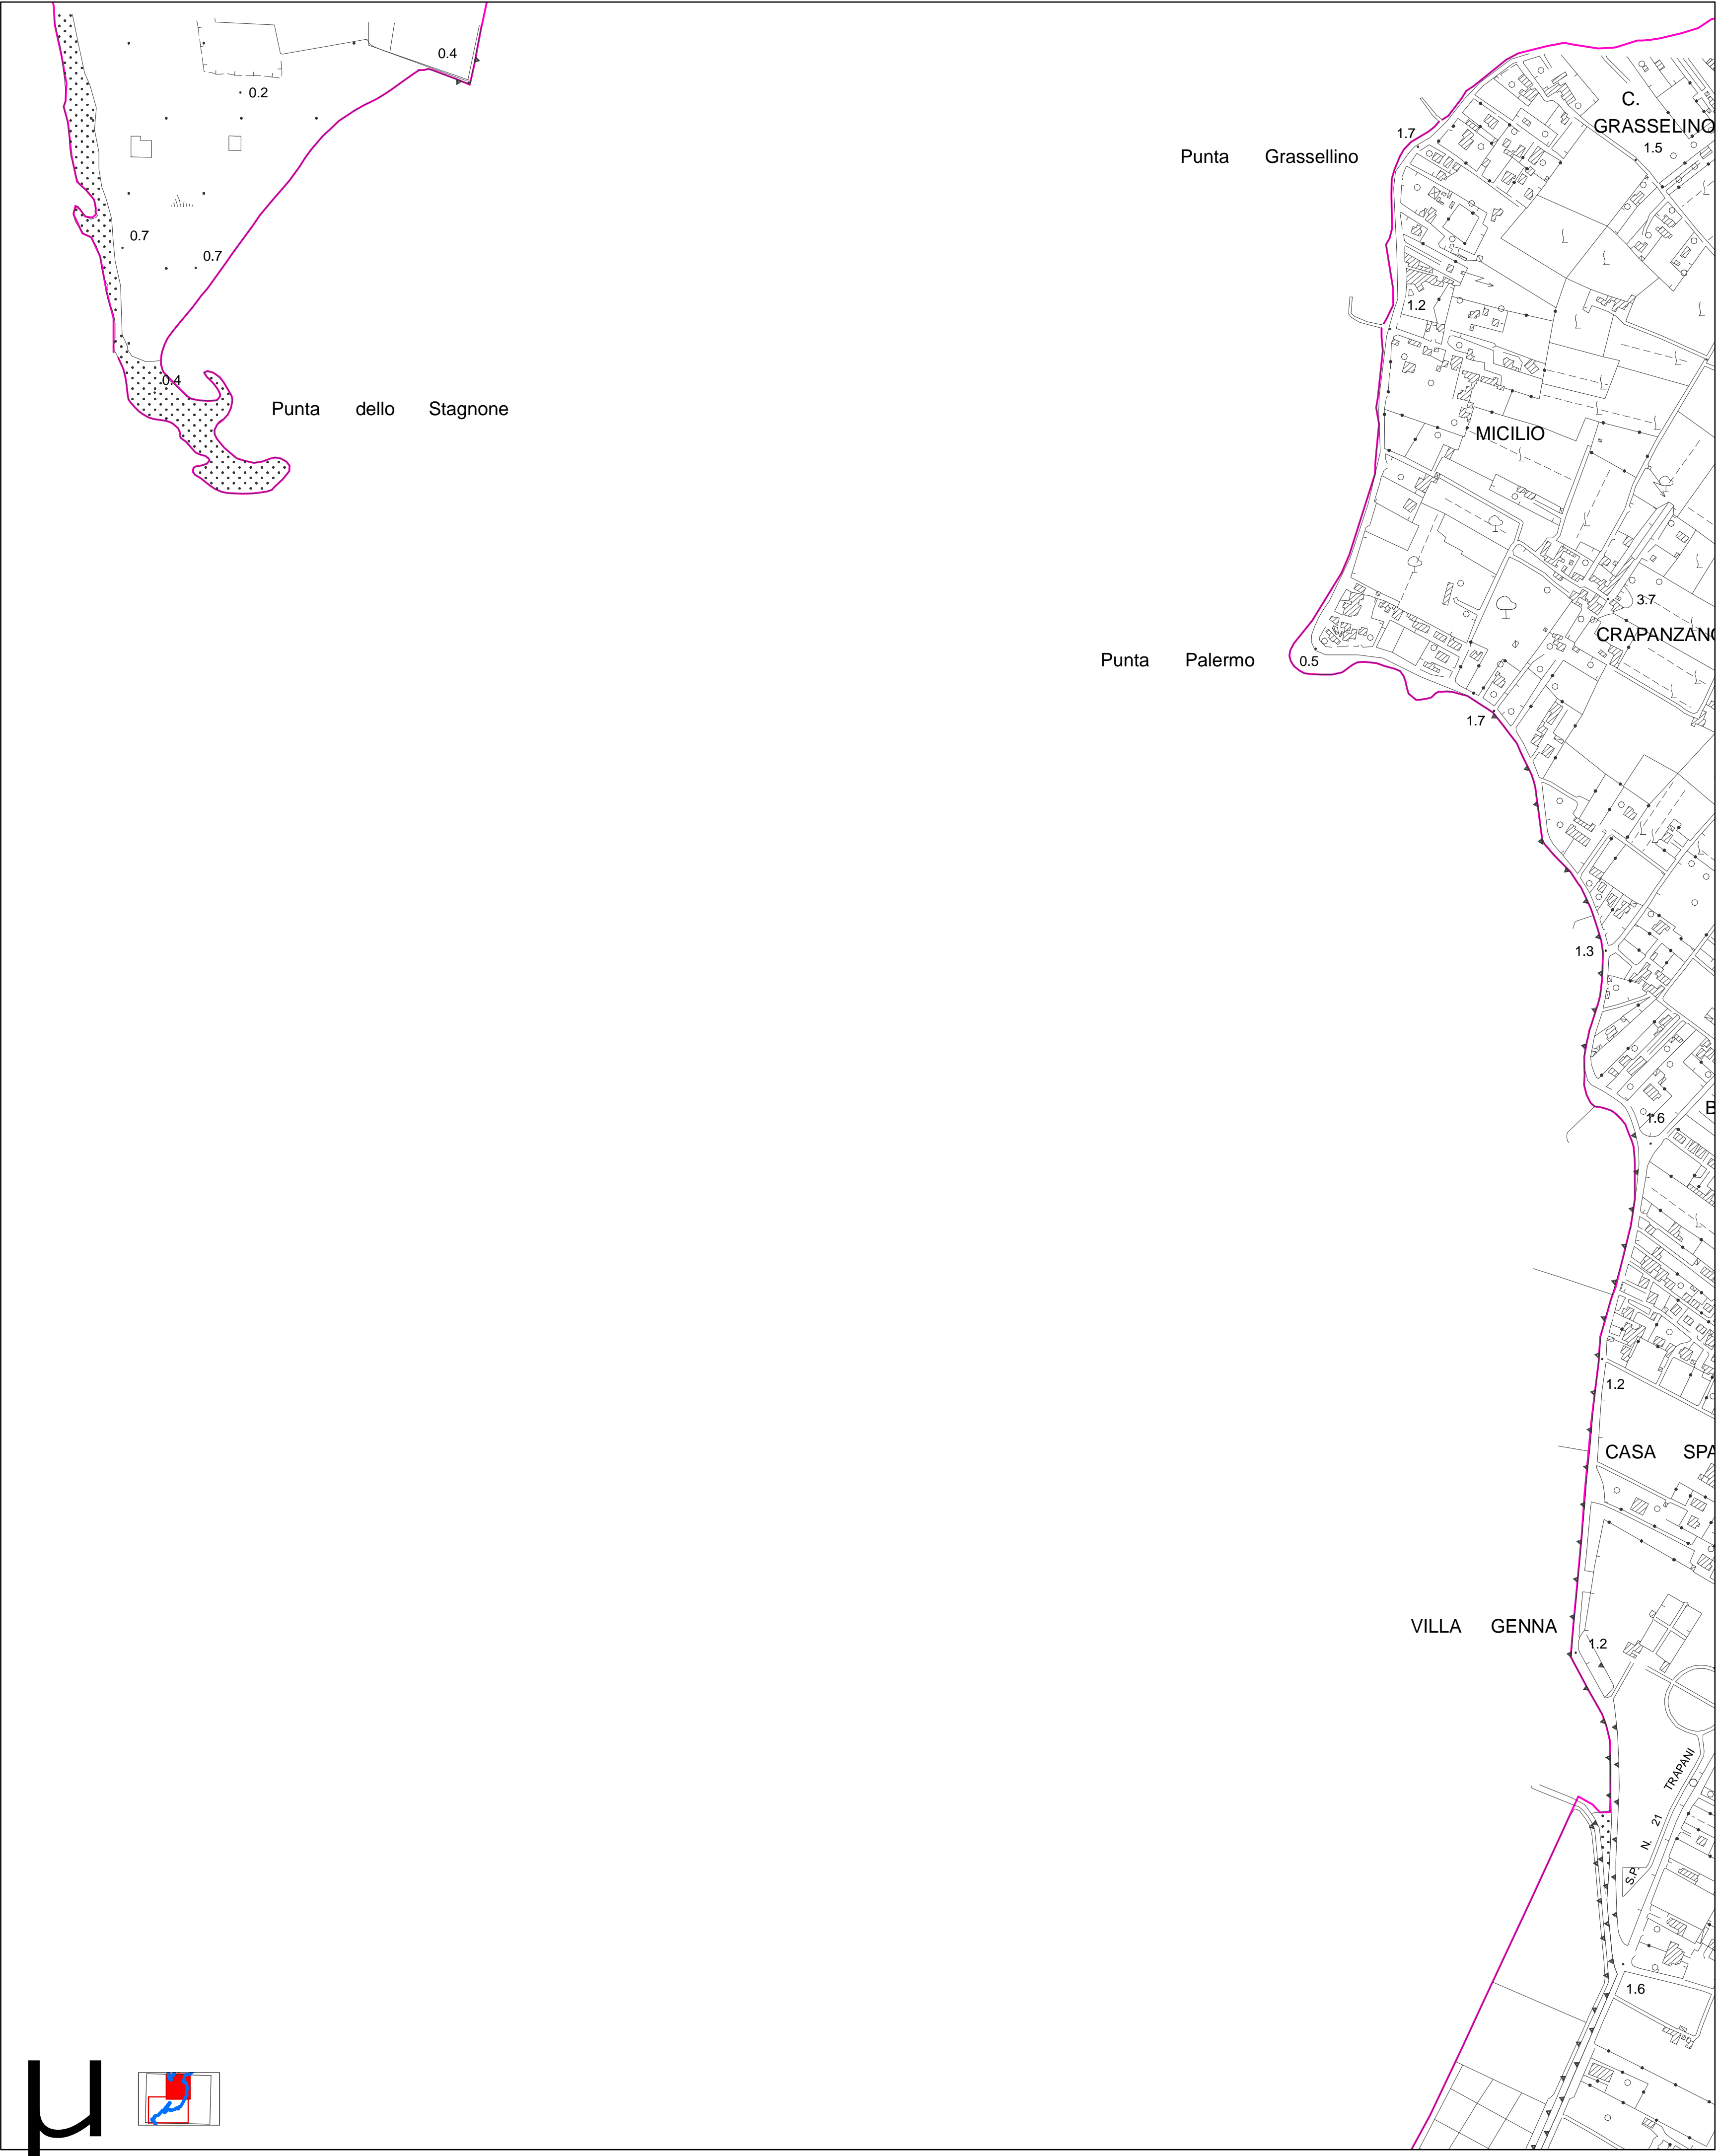 0.4
0.2
C.
GRASSELINO
1.7
1.5
Punta Grassellino
0.7
0.7
1.2
0.4
Punta dello Stagnone
MICILIO
3.7
CRAPANZANO
Punta Palermo
0.5
1.7
1.3
B
1.6
1.2
CASA SPA
VILLA GENNA
1.2
S.P. N. 21 TRAPANI
1.6
µ